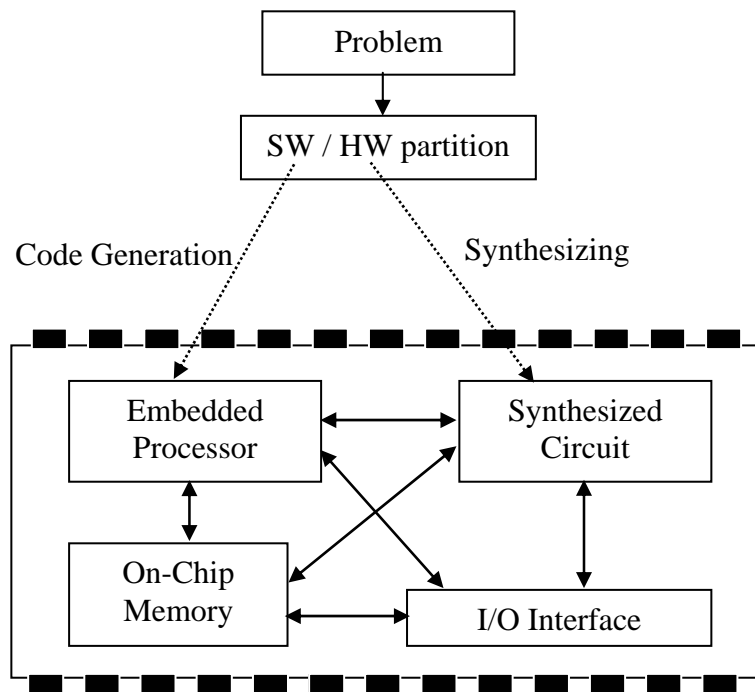 Problem
SW / HW partition
Code Generation
Synthesizing
Embedded
Processor
Synthesized
Circuit
On-Chip
Memory
I/O Interface